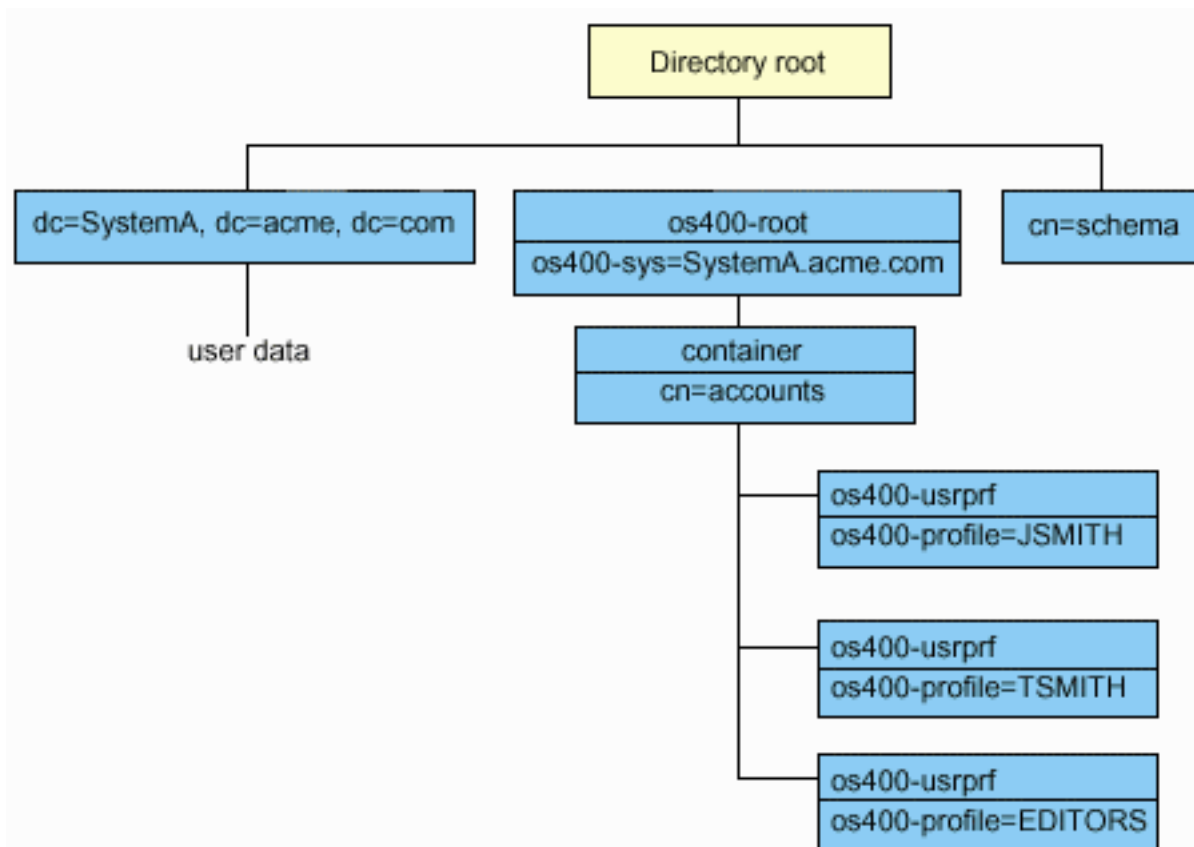 Directory root
dc=SystemA, dc=acme, dc=com
os400-root
os400-sys=SystemA.acme.com
cn=schema
user data
container
cn=accounts
os400-usrprf
os400-profile=JSMITH
os400-usrprf
os400-profile=TSMITH
os400-usrprf
os400-profile=EDITORS